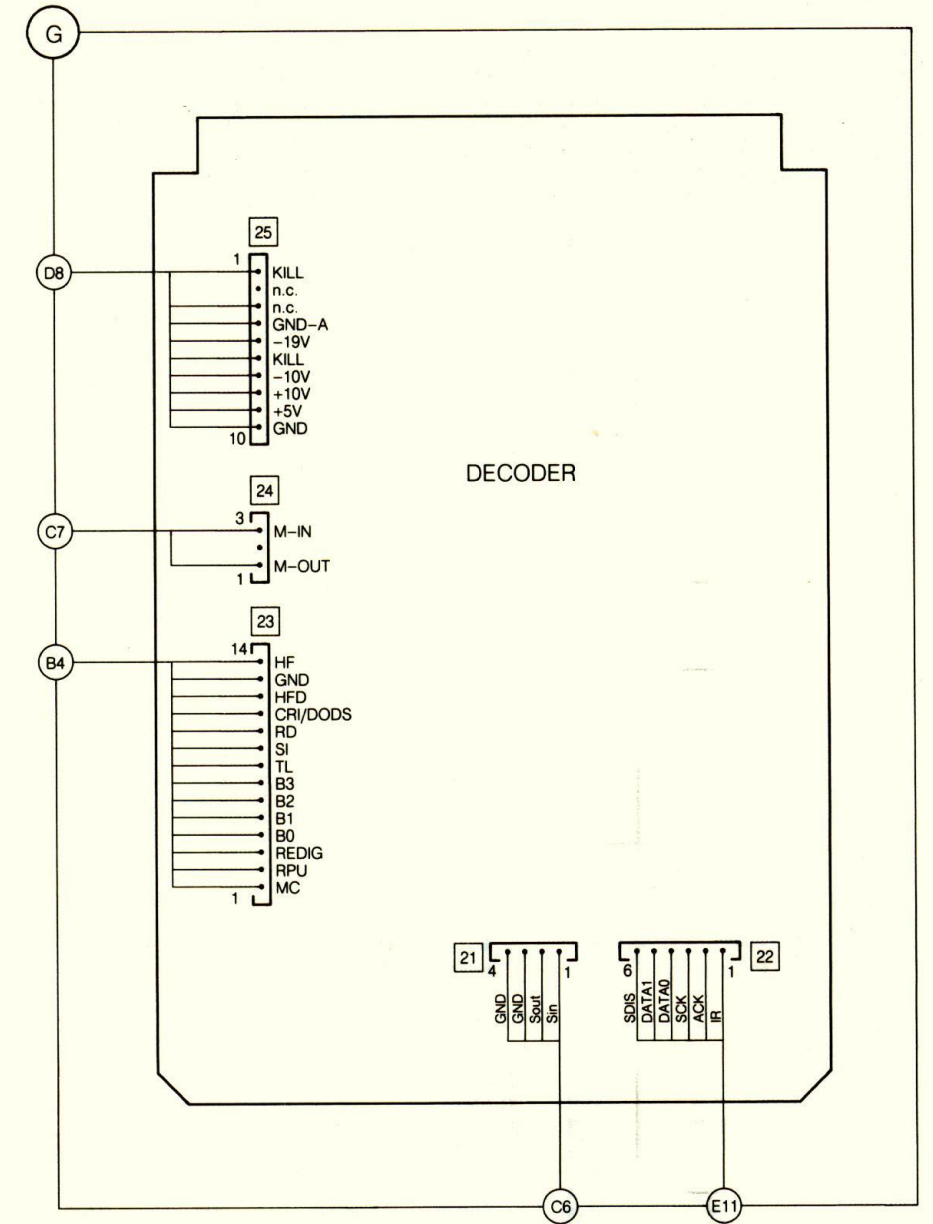 G
25
1
D8
KILL
n.c.
n.c.
GND-A
-19V
KILL
-10V
+10V
+5V
GND
10
DECODER
24
3
C7
M-IN
M-OUT
1
23
14
B4
HF
GND
HFD
CRI/DODS
RD
SI
TL
B3
B2
B1
B0
REDIG
RPU
MC
1
21
4
1
GND
GND
Sout
Sin
6
1
22
SDIS
DATA1
DATA0
SCK
ACK
IR
C6
E11